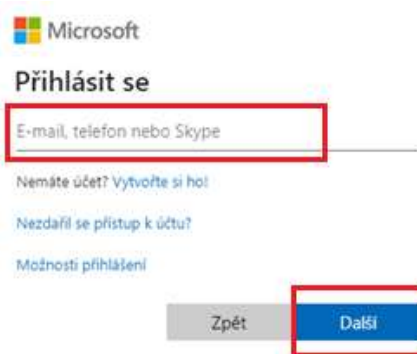 Microsoft
Přihlásit se
E-mail, telefon nebo Skype
Nemáte účet? Vytvořte si ho!
Nezdařil se přístup k účtu?
Možnosti přihlášení
Zpět Další